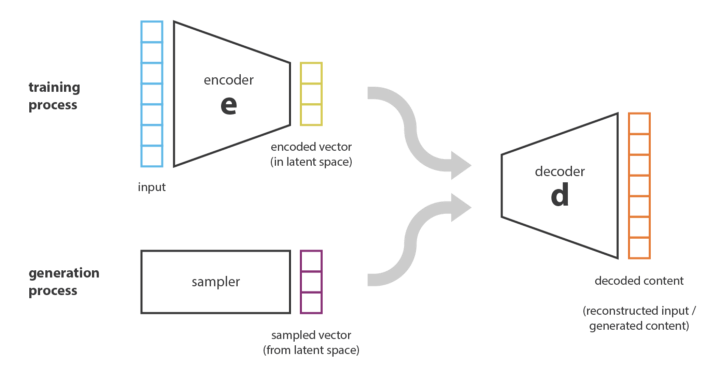 training
process
encoder
e
encoded vector
(in latent space)
input
decoder
d
generation
process
sampler
sampled vector
(from latent space)
decoded content
(reconstructed input /
generated content)